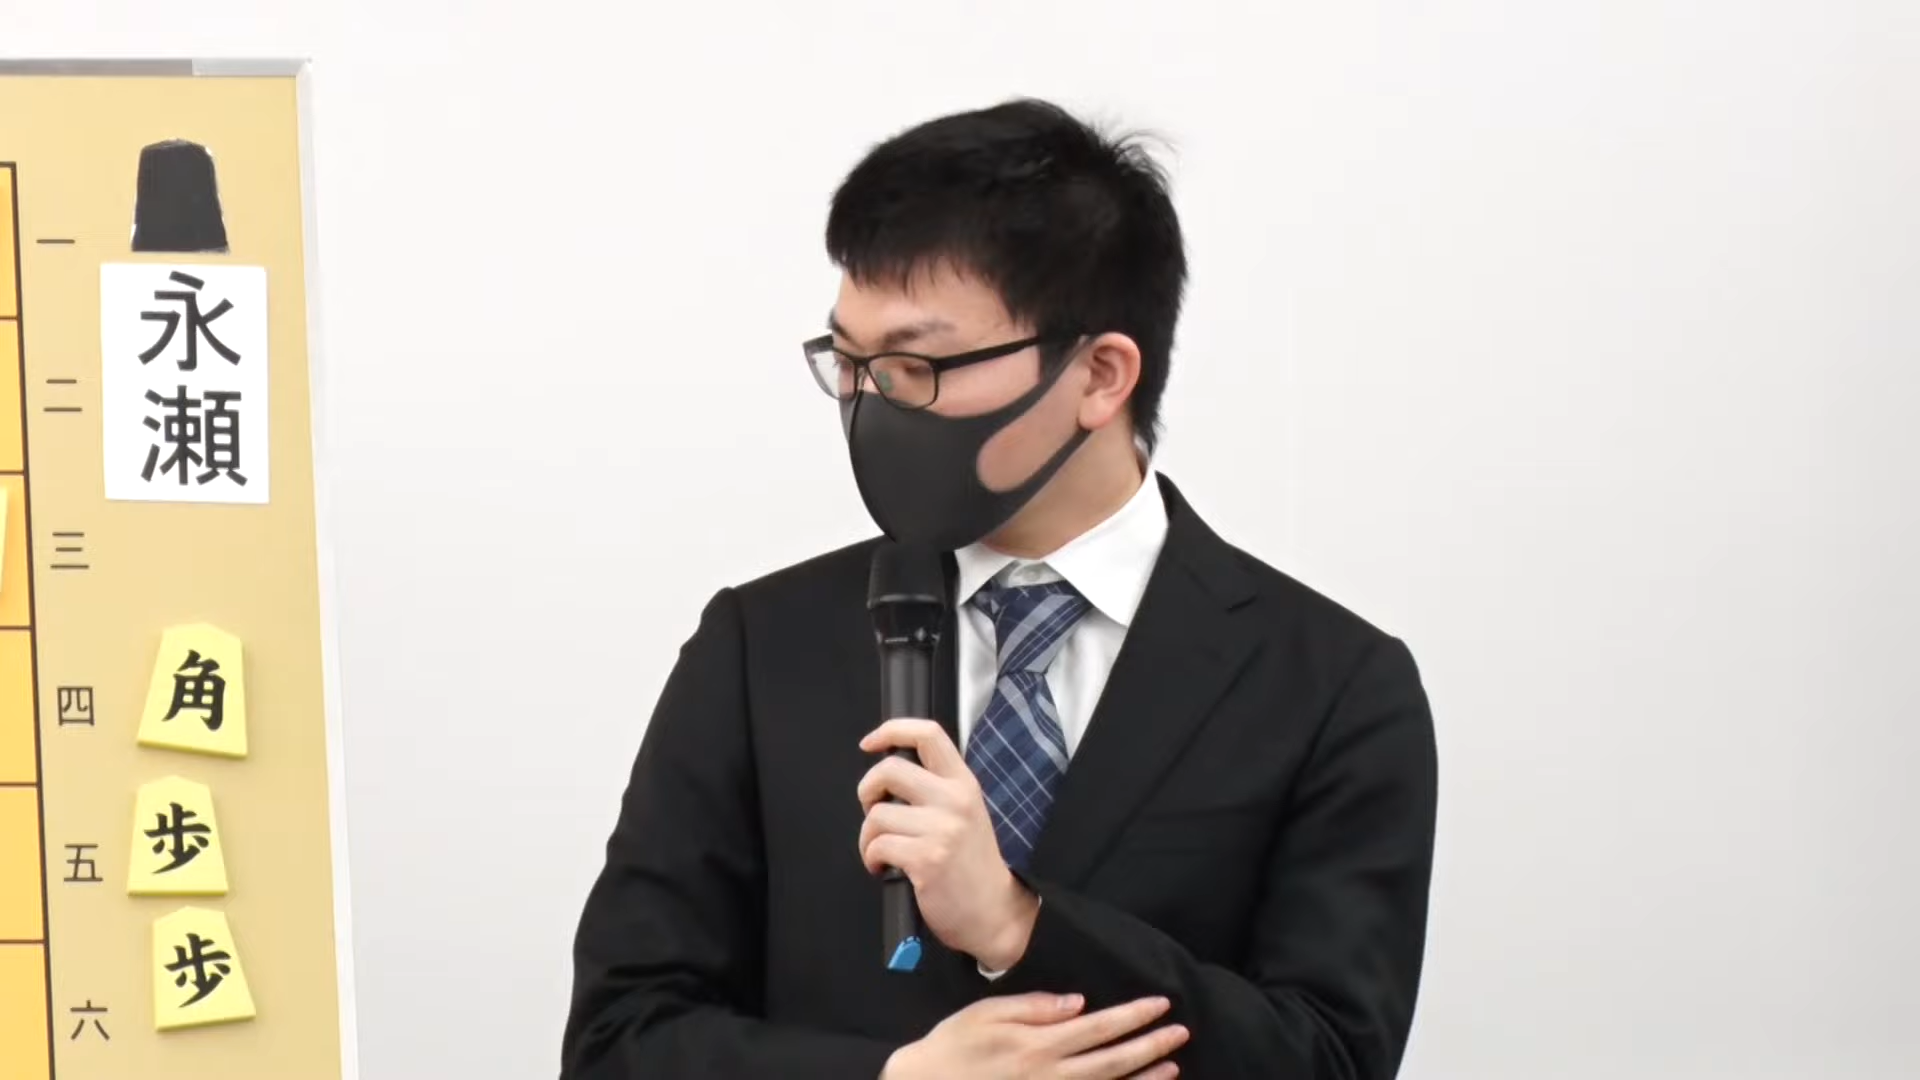 一
二
三
四
五
六
永瀬
角
歩
歩